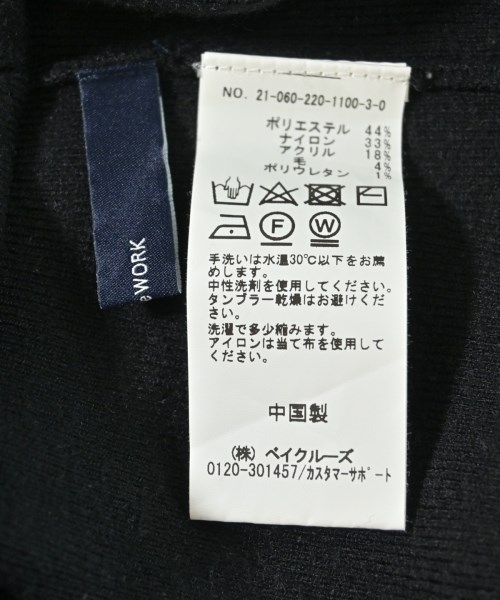 NO. 21-060-220-1100-3-0
ポリエステル 44%
ナイロン 33%
アクリル 18%
毛 4%
ポリウレタン 1%
F W
手洗いは水温30℃以下をお薦
めします。
中性洗剤を使用してください。
タンブラー乾燥はお避けくださ
い。
洗濯で多少縮みます。
アイロンは当て布を使用して
ください。
中国製
(株) ベイクルーズ
0120-301457/カスタマーサポート
WORK